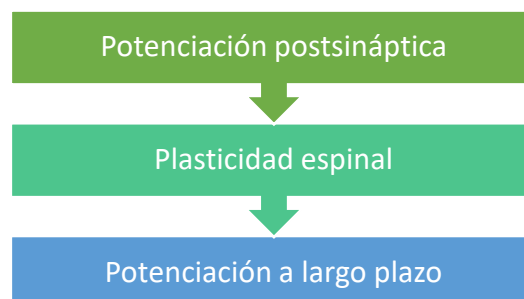 Potenciación postsináptica
Plasticidad espinal
Potenciación a largo plazo